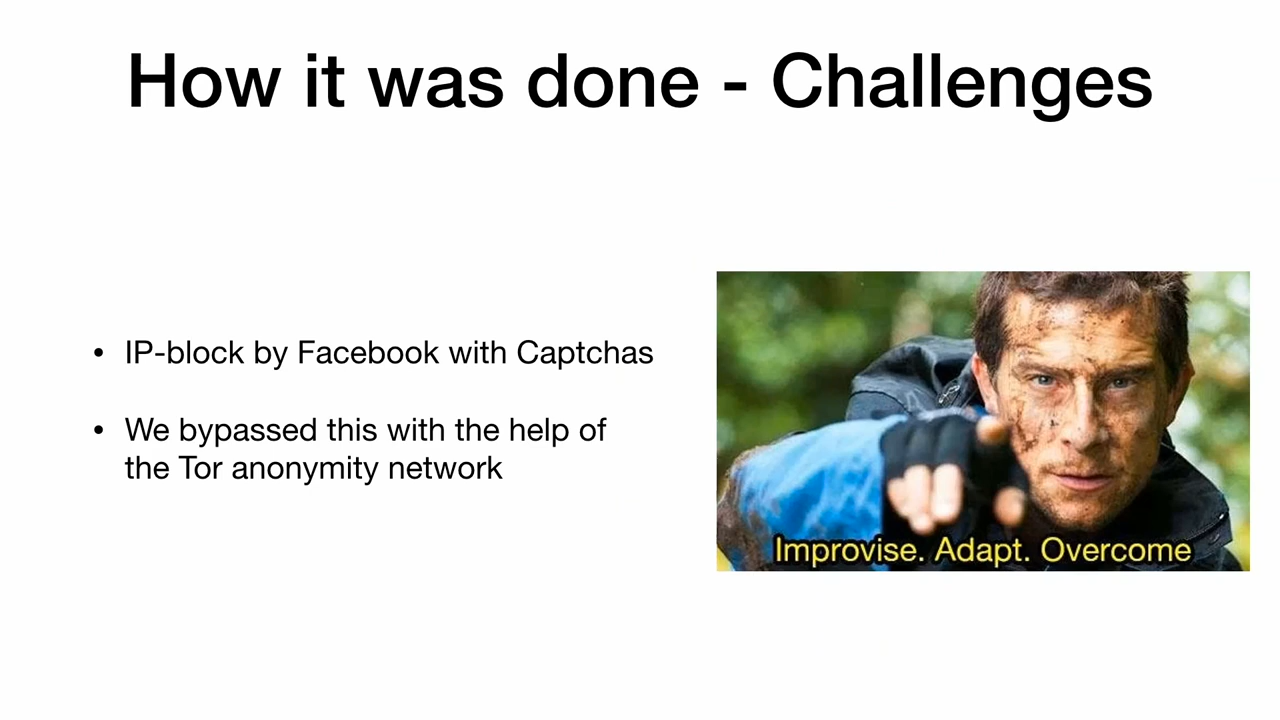 How it was done - Challenges
• IP-block by Facebook with Captchas
• We bypassed this with the help of
the Tor anonymity network
Improvise. Adapt. Overcome